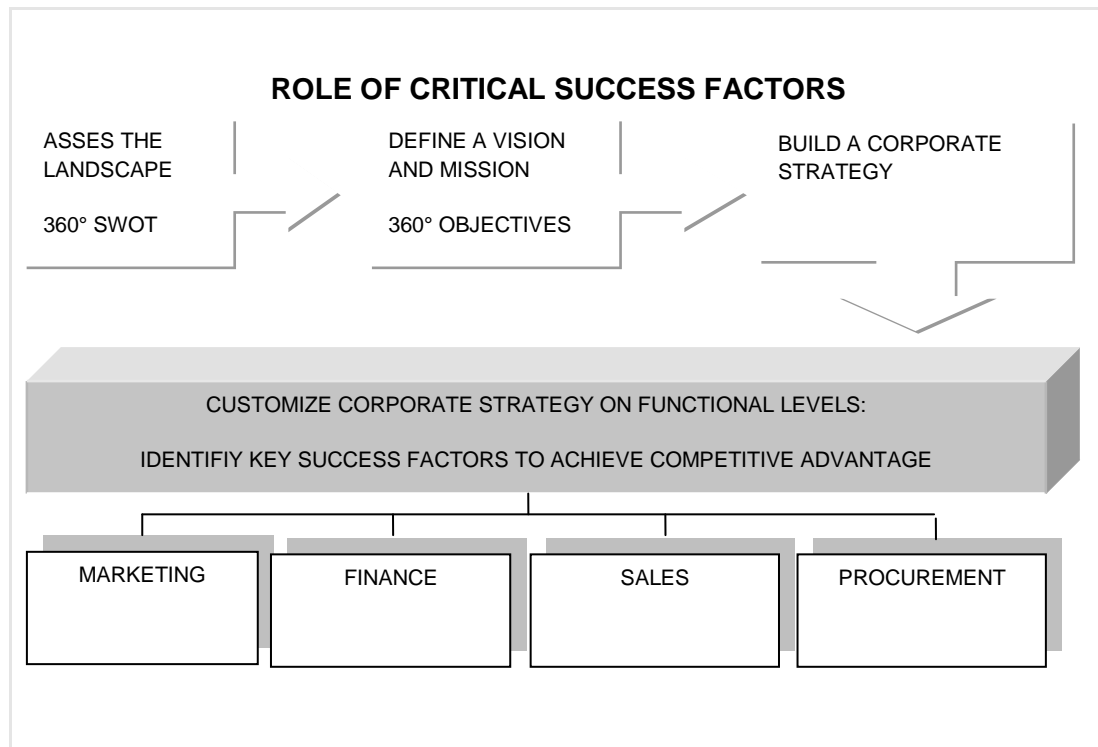 ROLE OF CRITICAL SUCCESS FACTORS
ASSES THE
LANDSCAPE
360° SWOT
DEFINE A VISION
AND MISSION
360° OBJECTIVES
BUILD A CORPORATE
STRATEGY
CUSTOMIZE CORPORATE STRATEGY ON FUNCTIONAL LEVELS:
IDENTIFIY KEY SUCCESS FACTORS TO ACHIEVE COMPETITIVE ADVANTAGE
MARKETING
FINANCE
SALES
PROCUREMENT